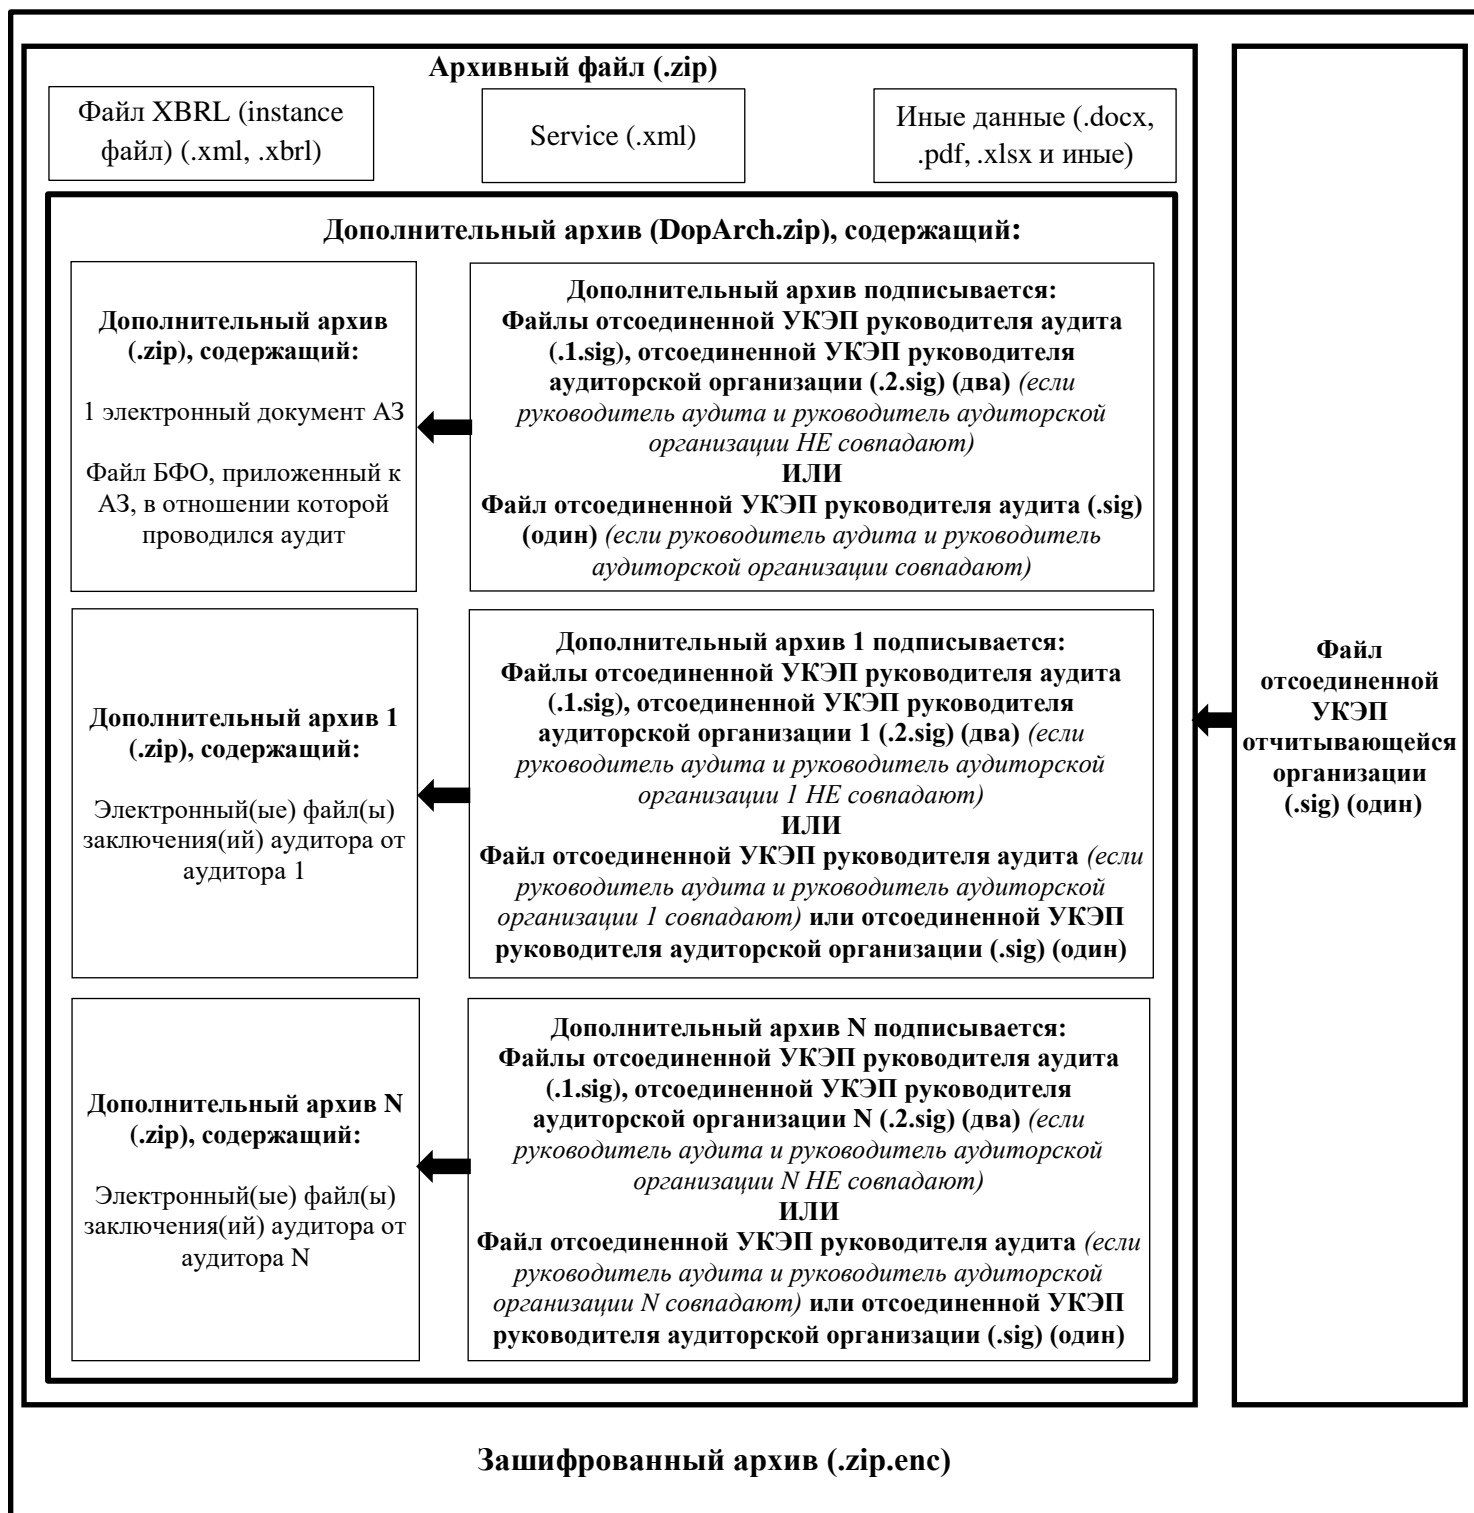 Архивный файл (.zip)
Файл XBRL (instance
файл) (.xml, .xbrl)
Service (.xml)
Иные данные (.docx,
.pdf, .xlsx и иные)
Дополнительный архив (DopArch.zip), содержащий:
Дополнительный архив
(.zip), содержащий:
1 электронный документ АЗ
Файл БФО, приложенный к
АЗ, в отношении которой
проводился аудит
Дополнительный архив подписывается:
Файлы отсоединенной УКЭП руководителя аудита
(.1.sig), отсоединенной УКЭП руководителя
аудиторской организации (.2.sig) (два) (если
руководитель аудита и руководитель аудиторской
организации НЕ совпадают)
ИЛИ
Файл отсоединенной УКЭП руководителя аудита (.sig)
(один) (если руководитель аудита и руководитель
аудиторской организации совпадают)
Дополнительный архив 1
(.zip), содержащий:
Электронный(ые) файл(ы)
заключения(ий) аудитора от
аудитора 1
Дополнительный архив 1 подписывается:
Файлы отсоединенной УКЭП руководителя аудита
(.1.sig), отсоединенной УКЭП руководителя
аудиторской организации 1 (.2.sig) (два) (если
руководитель аудита и руководитель аудиторской
организации 1 НЕ совпадают)
ИЛИ
Файл отсоединенной УКЭП руководителя аудита (если
руководитель аудита и руководитель аудиторской
организации 1 совпадают) или отсоединенной УКЭП
руководителя аудиторской организации (.sig) (один)
Дополнительный архив N
(.zip), содержащий:
Электронный(ые) файл(ы)
заключения(ий) аудитора от
аудитора N
Дополнительный архив N подписывается:
Файлы отсоединенной УКЭП руководителя аудита
(.1.sig), отсоединенной УКЭП руководителя
аудиторской организации N (.2.sig) (два) (если
руководитель аудита и руководитель аудиторской
организации N НЕ совпадают)
ИЛИ
Файл отсоединенной УКЭП руководителя аудита (если
руководитель аудита и руководитель аудиторской
организации N совпадают) или отсоединенной УКЭП
руководителя аудиторской организации (.sig) (один)
Файл
отсоединенной
УКЭП
отчитывающейся
организации
(.sig) (один)
Зашифрованный архив (.zip.enc)